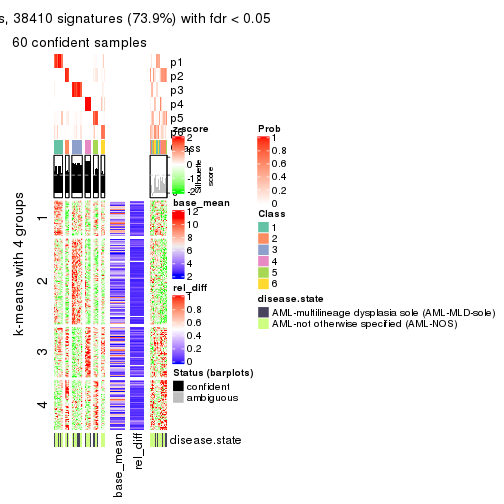 s, 38410 signatures (73.9%) with fdr < 0.05
60 confident samples
p1
p2
p3
p4
p5
p6
z-score
2
1
0
-1
-2
Class
Silhouette
score
Prob
1
0.8
0.6
0.4
0.2
0
base_mean
12
10
8
6
4
2
Class
1
2
3
4
5
6
rel_diff
1
0.8
0.6
0.4
0.2
0
disease.state
AML-multilineage dysplasia sole (AML-MLD-sole)
AML-not otherwise specified (AML-NOS)
Status (barplots)
confident
ambiguous
k-means with 4 groups
1
2
3
4
disease.state
base_mean
rel_diff